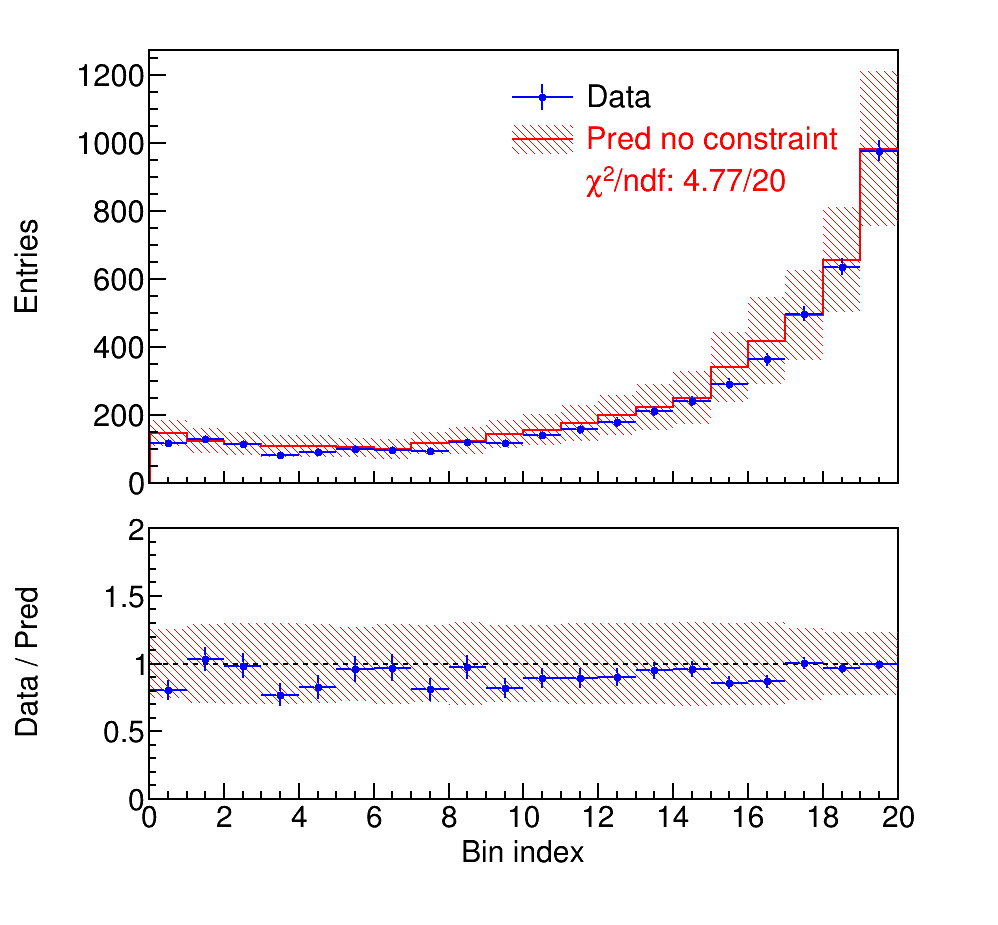 1200
1000
800
600
400
200
0
Entries
Data
Pred no constraint
χ²/ndf: 4.77/20
2
1.5
1
0.5
0
Data / Pred
0 2 4 6 8 10 12 14 16 18 20
Bin index